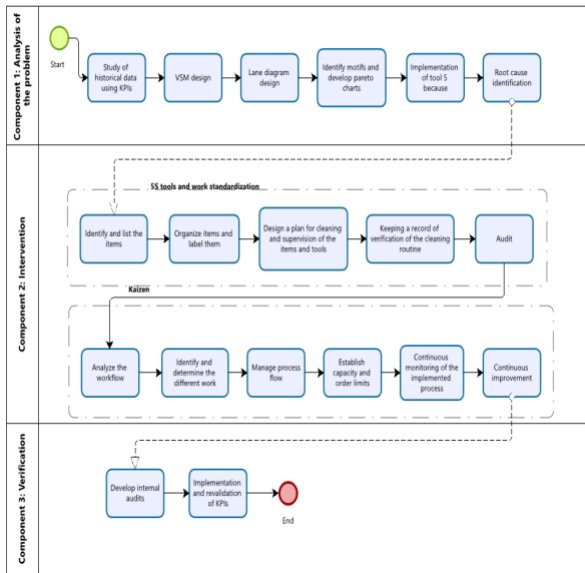 Component 1: Analysis of
the problem
Start
Study of
historical data
using KPIs
VSM design
Lane diagram
design
Identify motifs and
develop pareto
charts
Implementation
of tool 5
because
Root cause
identification
Component 2: Intervention
5S tools and work standardization
Identify and list the
items
Organize items and
label them
Design a plan for cleaning
and supervision of the
items and tools
Keeping a record of
verification of the cleaning
routine
Audit
Kaizen
Analyze the
workflow
Identify and
determine the
different work
Manage process
flow
Establish
capacity and
order limits
Continuous
monitoring of the
implemented
process
Continuous
improvement
Component 3: Verification
Develop internal
audits
Implementation
and revalidation
of KPIs
End